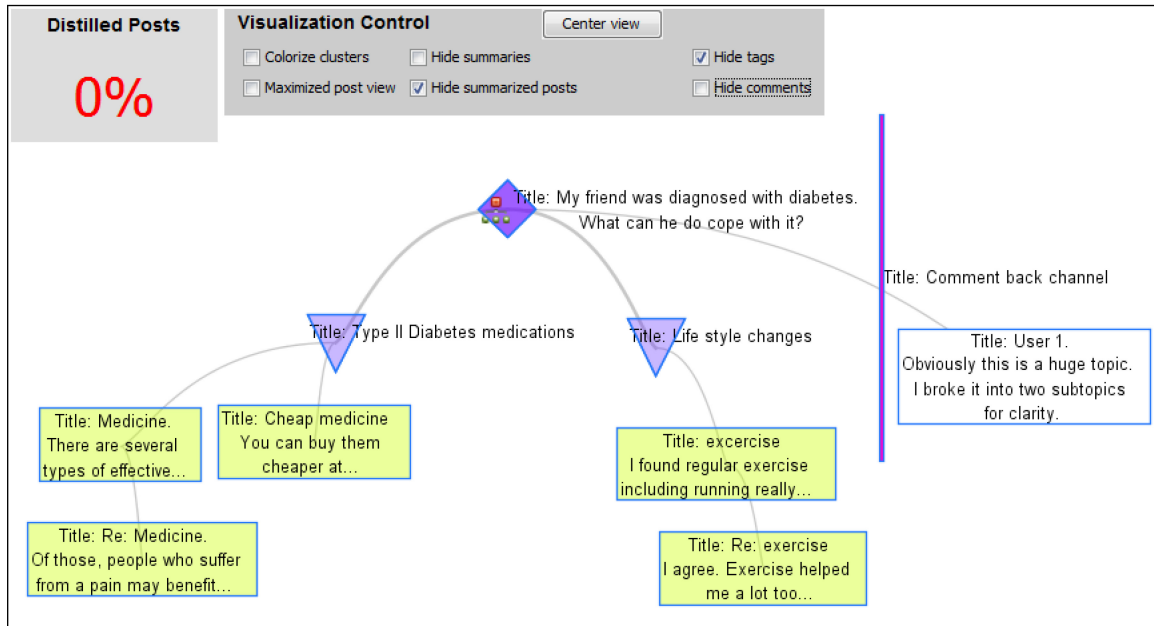 Distilled Posts
0%
Visualization Control
Center view
Colorize clusters
Hide summaries
Hide tags
Maximized post view
Hide summarized posts
Hide comments
Title: My friend was diagnosed with diabetes.
What can he do cope with it?
Title: Comment back channel
Title: Type II Diabetes medications
Title: Life style changes
Title: User 1.
Obviously this is a huge topic.
I broke it into two subtopics
for clarity.
Title: Medicine.
There are several
types of effective...
Title: Cheap medicine
You can buy them
cheaper at...
Title: excercise
I found regular exercise
including running really...
Title: Re: Medicine.
Of those, people who suffer
from a pain may benefit...
Title: Re: exercise
I agree. Exercise helped
me a lot too...